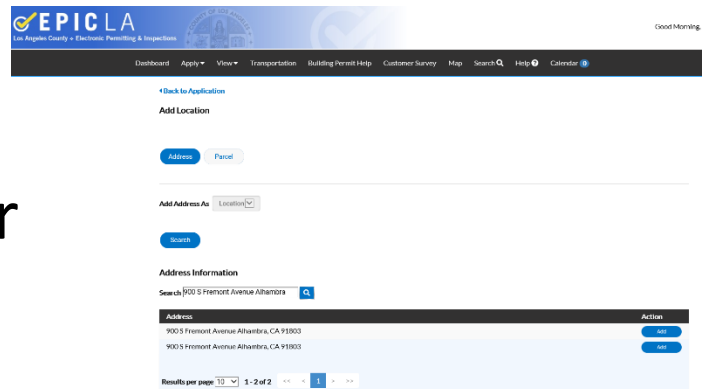 EPICLA
Los Angeles County • Electronic Permitting & Inspections
Good Morning,
Dashboard Apply View Transportation Building Permit Help Customer Survey Map Search Help Calendar 0
Back to Application
Add Location
Address Parcel
Add Address As Location
Search
r
Address Information
Search 900 S Fremont Avenue Alhambra
Address Action
900 S Fremont Avenue Alhambra, CA 91803 Add
900 S Fremont Avenue Alhambra, CA 91803 Add
Results per page 10 1 - 2 of 2 << < 1 > >>